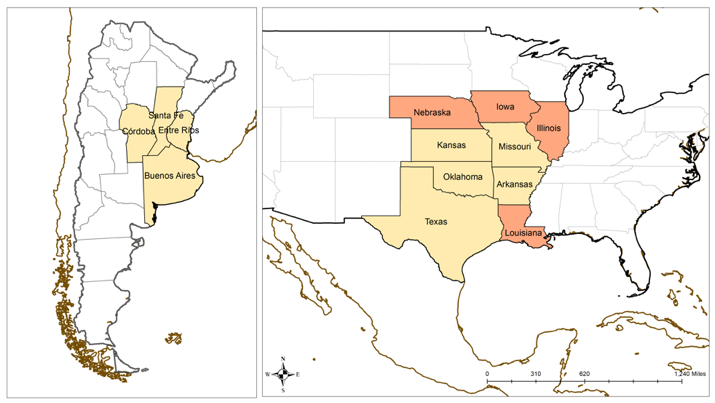 Santa Fe
Córdoba
Entre Ríos
Buenos Aires
Nebraska
Iowa
Illinois
Kansas
Missouri
Oklahoma
Arkansas
Texas
Louisiana
N
W
E
S
0 310 620 1,240 Miles